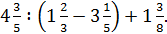 4 3/5 : (1 2/3 − 3 1/5) + 1 3/8.